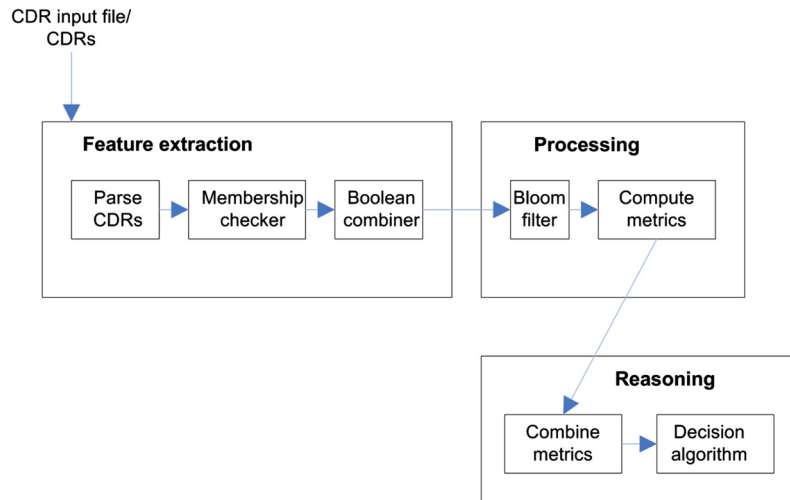 CDR input file/
CDRs
Feature extraction
Parse
CDRs
Membership
checker
Boolean
combiner
Processing
Bloom
filter
Compute
metrics
Reasoning
Combine
metrics
Decision
algorithm